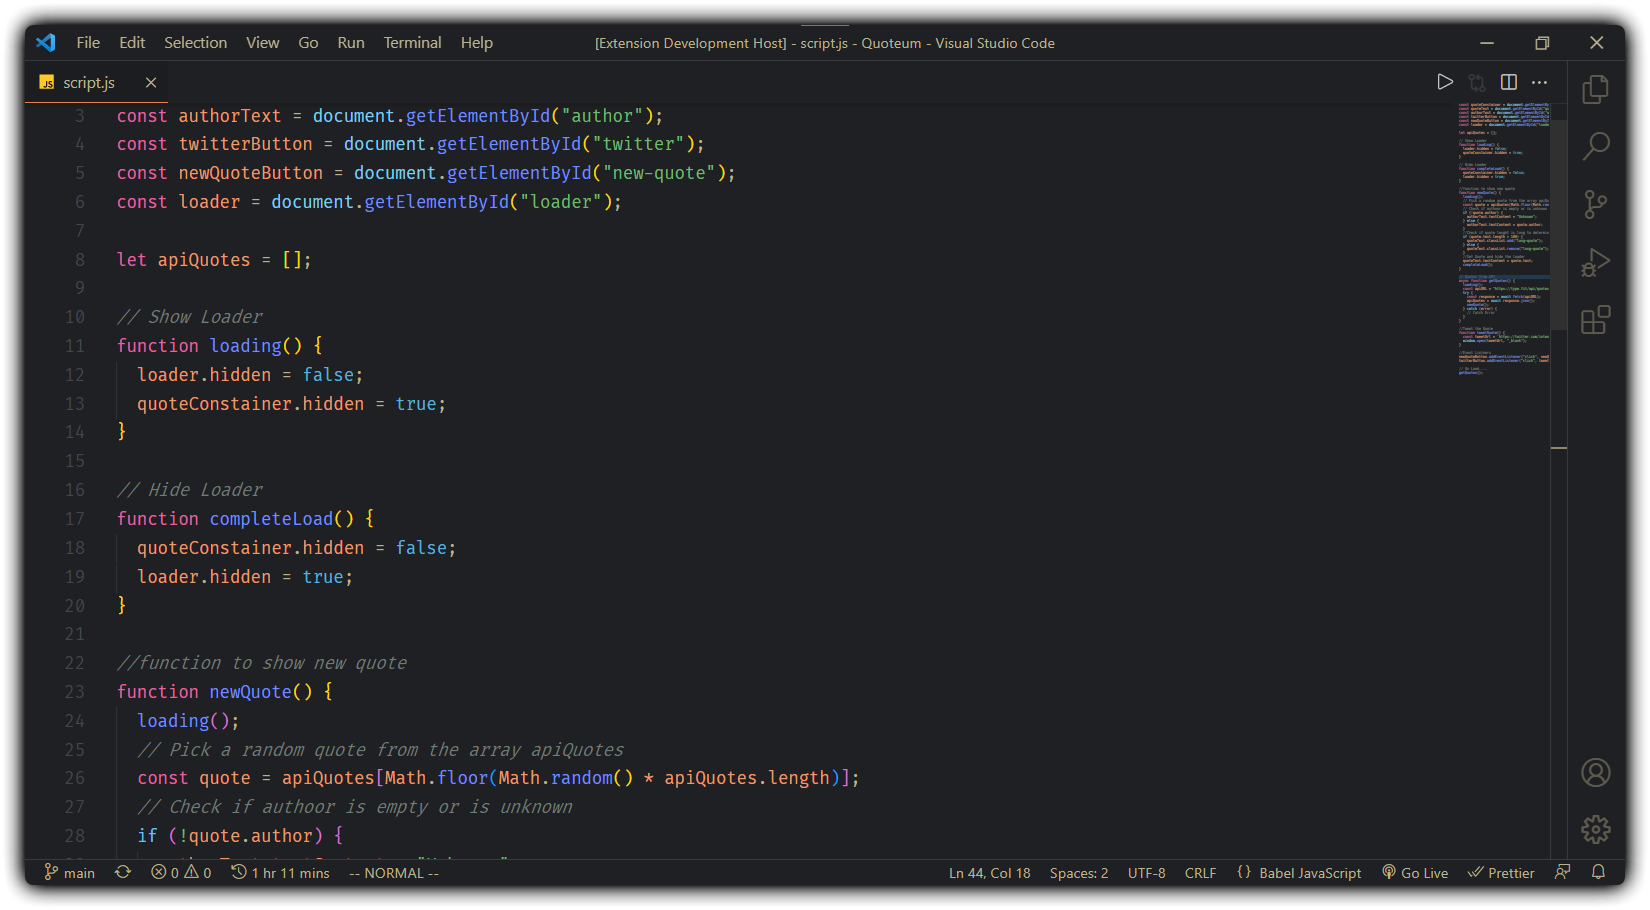 File Edit Selection View Go Run Terminal Help [Extension Development Host] - script.js - Quoteum - Visual Studio Code
JS script.js
3 const authorText = document.getElementById("author");
4 const twitterButton = document.getElementById("twitter");
5 const newQuoteButton = document.getElementById("new-quote");
6 const loader = document.getElementById("loader");
7
8 let apiQuotes = [];
9
10 // Show Loader
11 function loading() {
12 loader.hidden = false;
13 quoteConstainer.hidden = true;
14 }
15
16 // Hide Loader
17 function completeLoad() {
18 quoteConstainer.hidden = false;
19 loader.hidden = true;
20 }
21
22 //function to show new quote
23 function newQuote() {
24 loading();
25 // Pick a random quote from the array apiQuotes
26 const quote = apiQuotes[Math.floor(Math.random() * apiQuotes.length)];
27 // Check if authoor is empty or is unknown
28 if (!quote.author) {
main 0 0 1 hr 11 mins -- NORMAL -- Ln 44, Col 18 Spaces: 2 UTF-8 CRLF {} Babel JavaScript Go Live Prettier